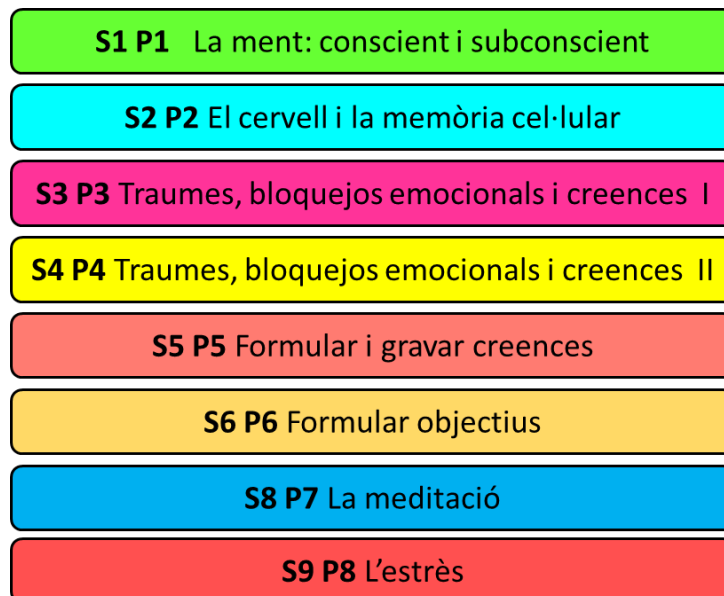 S1 P1 La ment: conscient i subconscient
S2 P2 El cervell i la memòria cel·lular
S3 P3 Traumes, bloquejos emocionals i creences I
S4 P4 Traumes, bloquejos emocionals i creences II
S5 P5 Formular i gravar creences
S6 P6 Formular objectius
S8 P7 La meditació
S9 P8 L’estrès